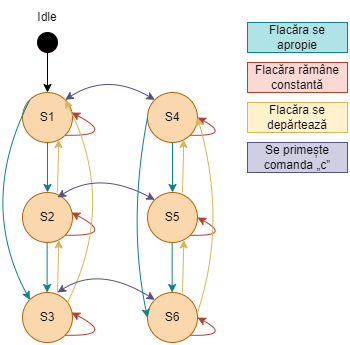 Idle
Flacăra se
apropie
Flacăra rămâne
constantă
Flacăra se
depărtează
Se primește
comanda „c”
S1
S4
S2
S5
S3
S6